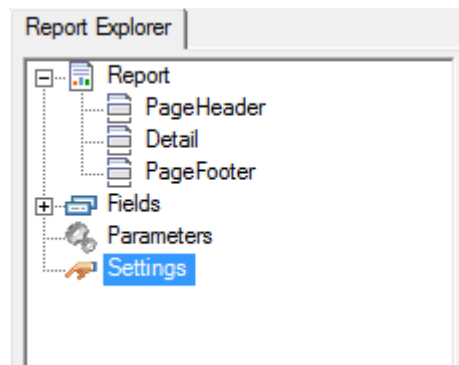 Report Explorer
Report
PageHeader
Detail
PageFooter
Fields
Parameters
Settings